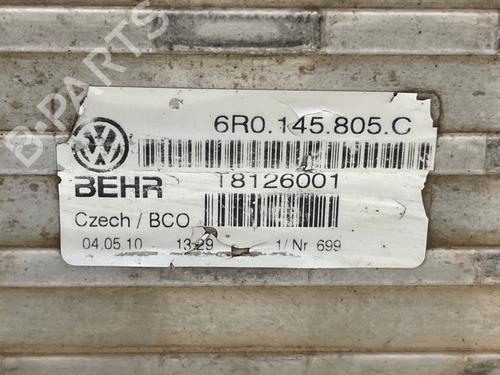 B-PARTS
6R0.145.805.C
BEHR
T8126001
Czech / BCO
04.05.10 13:29 1/ Nr 699